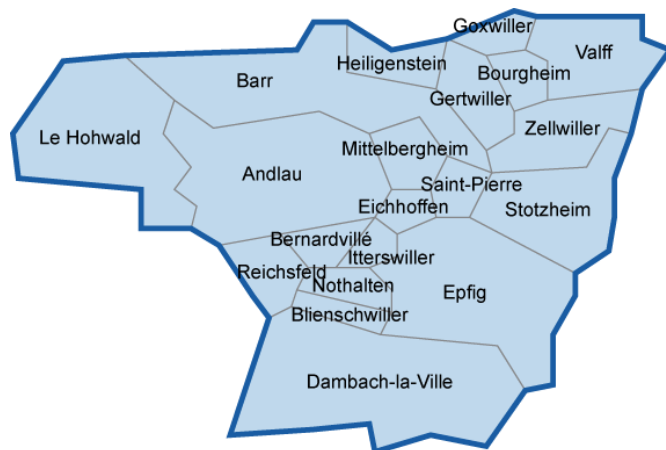 Goxwiller
Valff
Heiligenstein
Bourgheim
Barr
Gertwiller
Zellwiller
Le Hohwald
Mittelbergheim
Andlau
Saint-Pierre
Eichhoffen
Stotzheim
Bernardvillé
Itterswiller
Reichsfeld
Nothalten
Epfig
Blienschwiller
Dambach-la-Ville